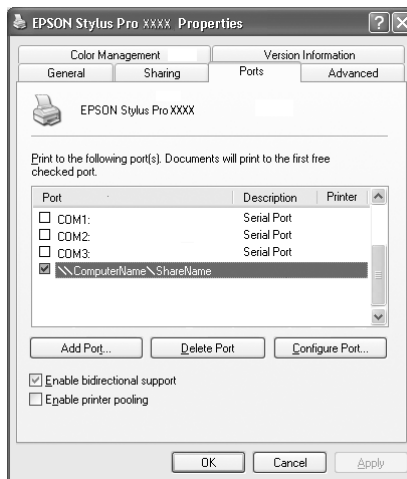 EPSON Stylus Pro XXXX Properties
Color Management Version Information
General Sharing Ports Advanced
EPSON Stylus Pro XXXX
Print to the following port(s). Documents will print to the first free
checked port.
Port Description Printer
COM1: Serial Port
COM2: Serial Port
COM3: Serial Port
\\ComputerName\ShareName
Add Port... Delete Port Configure Port...
Enable bidirectional support
Enable printer pooling
OK Cancel Apply